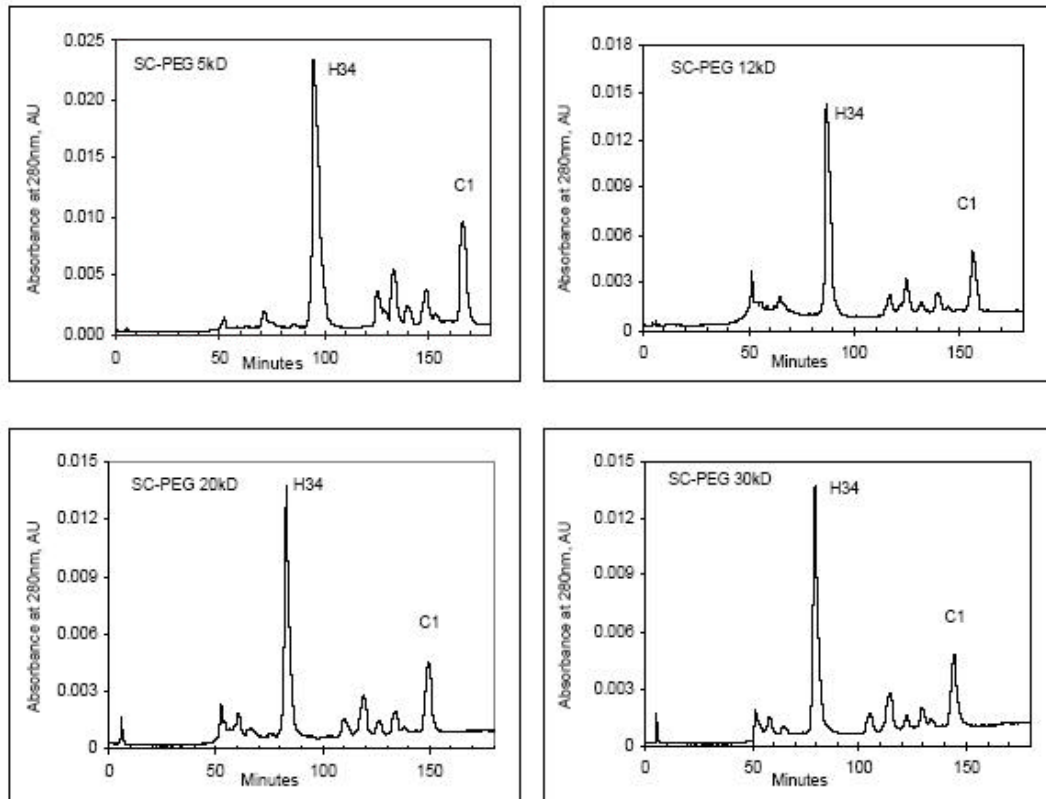 SC-PEG 5kD
H34
C1
Absorbance at 280nm, AU
0.025
0.020
0.015
0.010
0.005
0.000
0 50 100 150
Minutes
SC-PEG 12kD
H34
C1
Absorbance at 280nm, AU
0.018
0.015
0.012
0.009
0.006
0.003
0
0 50 100 150
Minutes
SC-PEG 20kD
H34
C1
Absorbance at 280nm, AU
0.015
0.012
0.009
0.006
0.003
0
0 50 100 150
Minutes
SC-PEG 30kD
H34
C1
Absorbance at 280nm, AU
0.015
0.012
0.009
0.006
0.003
0
0 50 100 150
Minutes